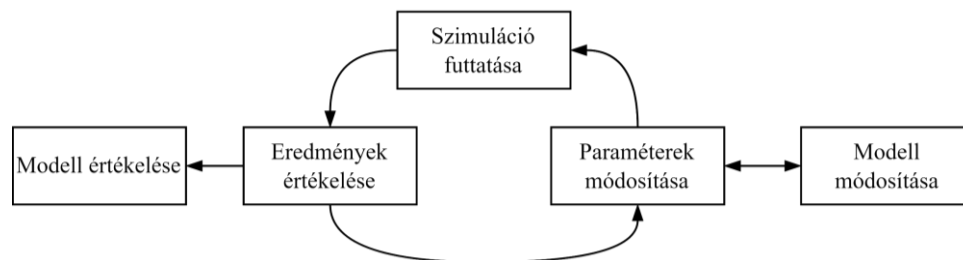 Szimuláció
futtatása
Modell értékelése
Eredmények
értékelése
Paraméterek
módosítása
Modell
módosítása